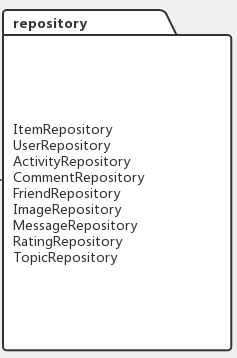 repository
ItemRepository
UserRepository
ActivityRepository
CommentRepository
FriendRepository
ImageRepository
MessageRepository
RatingRepository
TopicRepository